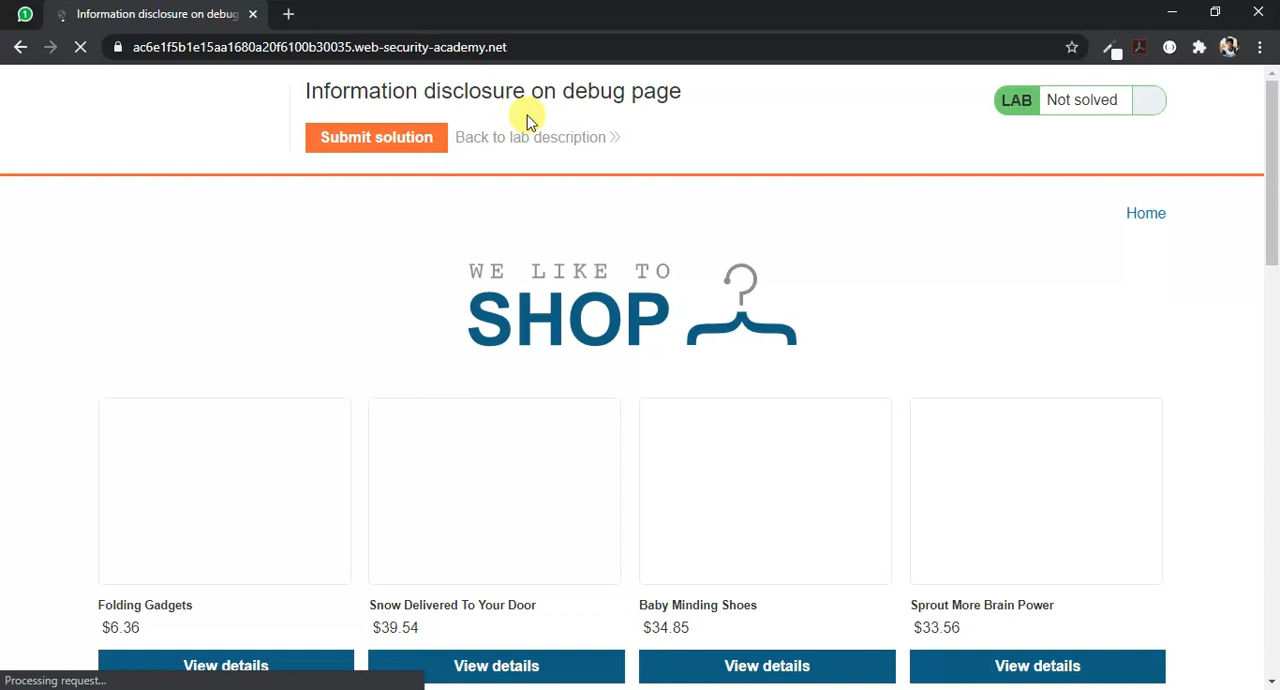 1
Information disclosure on debug
ac6e1f5b1e15aa1680a20f6100b30035.web-security-academy.net
Information disclosure on debug page
LAB Not solved
Submit solution Back to lab description
Home
WE LIKE TO
SHOP
Folding Gadgets Snow Delivered To Your Door Baby Minding Shoes Sprout More Brain Power
$6.36 $39.54 $34.85 $33.56
View details View details View details View details
Processing request...